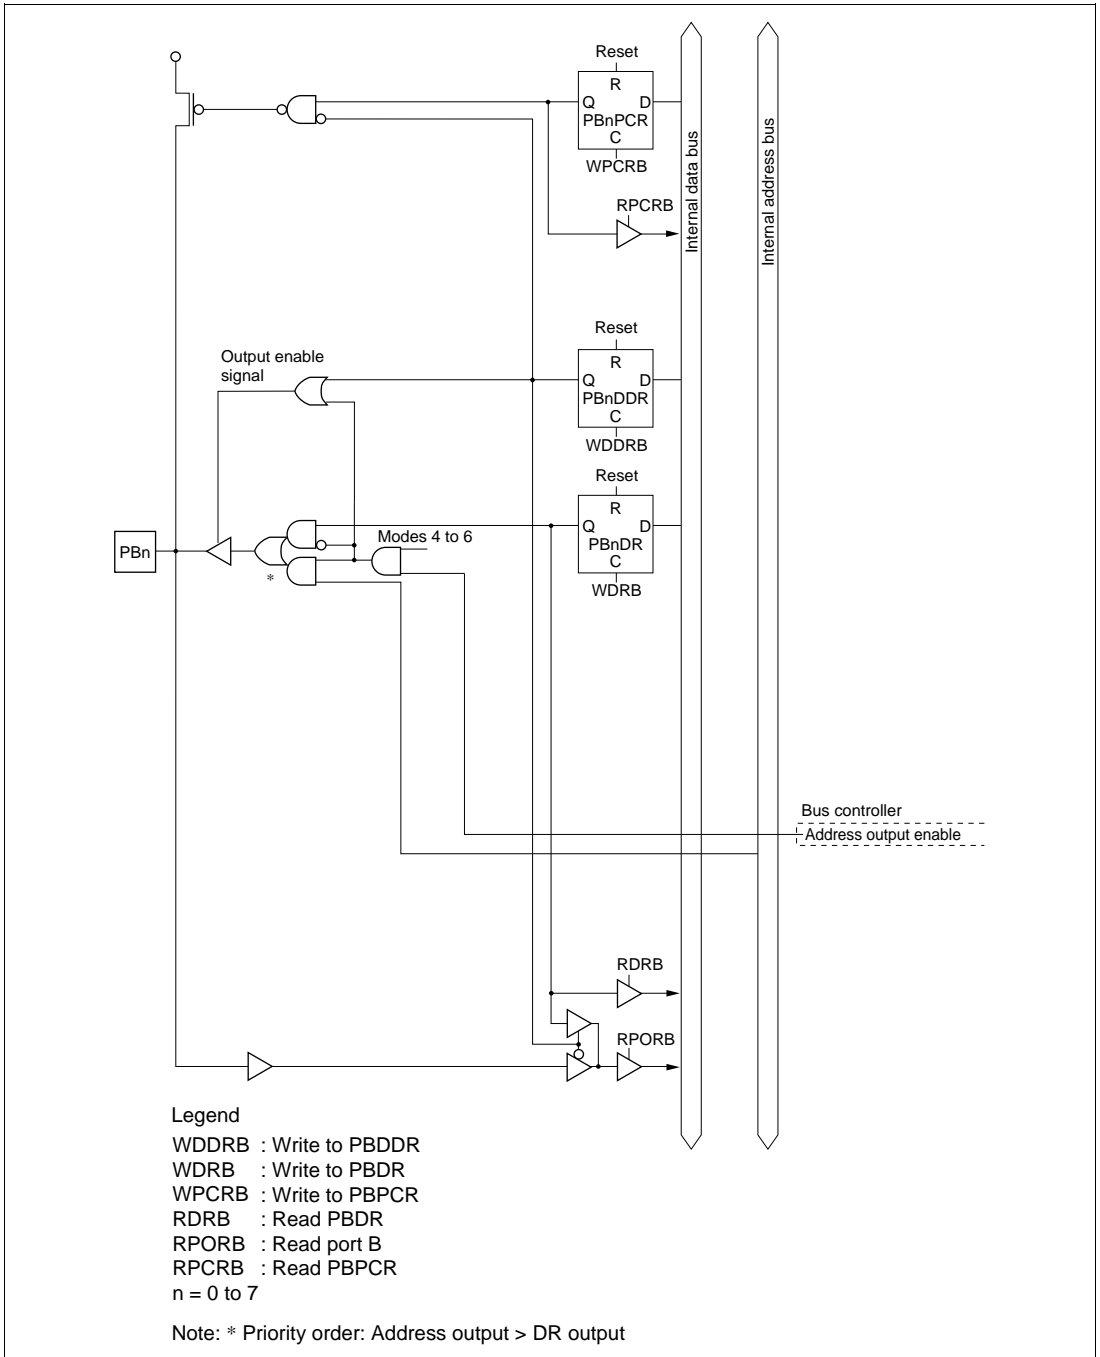 Reset
R
Q D
PBnPCR
C
WPCRB
RPCRB
Internal data bus
Internal address bus
Reset
R
Q D
PBnDDR
C
WDDRB
Output enable
signal
Reset
R
Q D
PBnDR
C
WDRB
PBn
*
Modes 4 to 6
Bus controller
Address output enable
RDRB
RPORB
Legend
WDDRB : Write to PBDDR
WDRB : Write to PBDR
WPCRB : Write to PBPCR
RDRB : Read PBDR
RPORB : Read port B
RPCRB : Read PBPCR
n = 0 to 7
Note: * Priority order: Address output > DR output